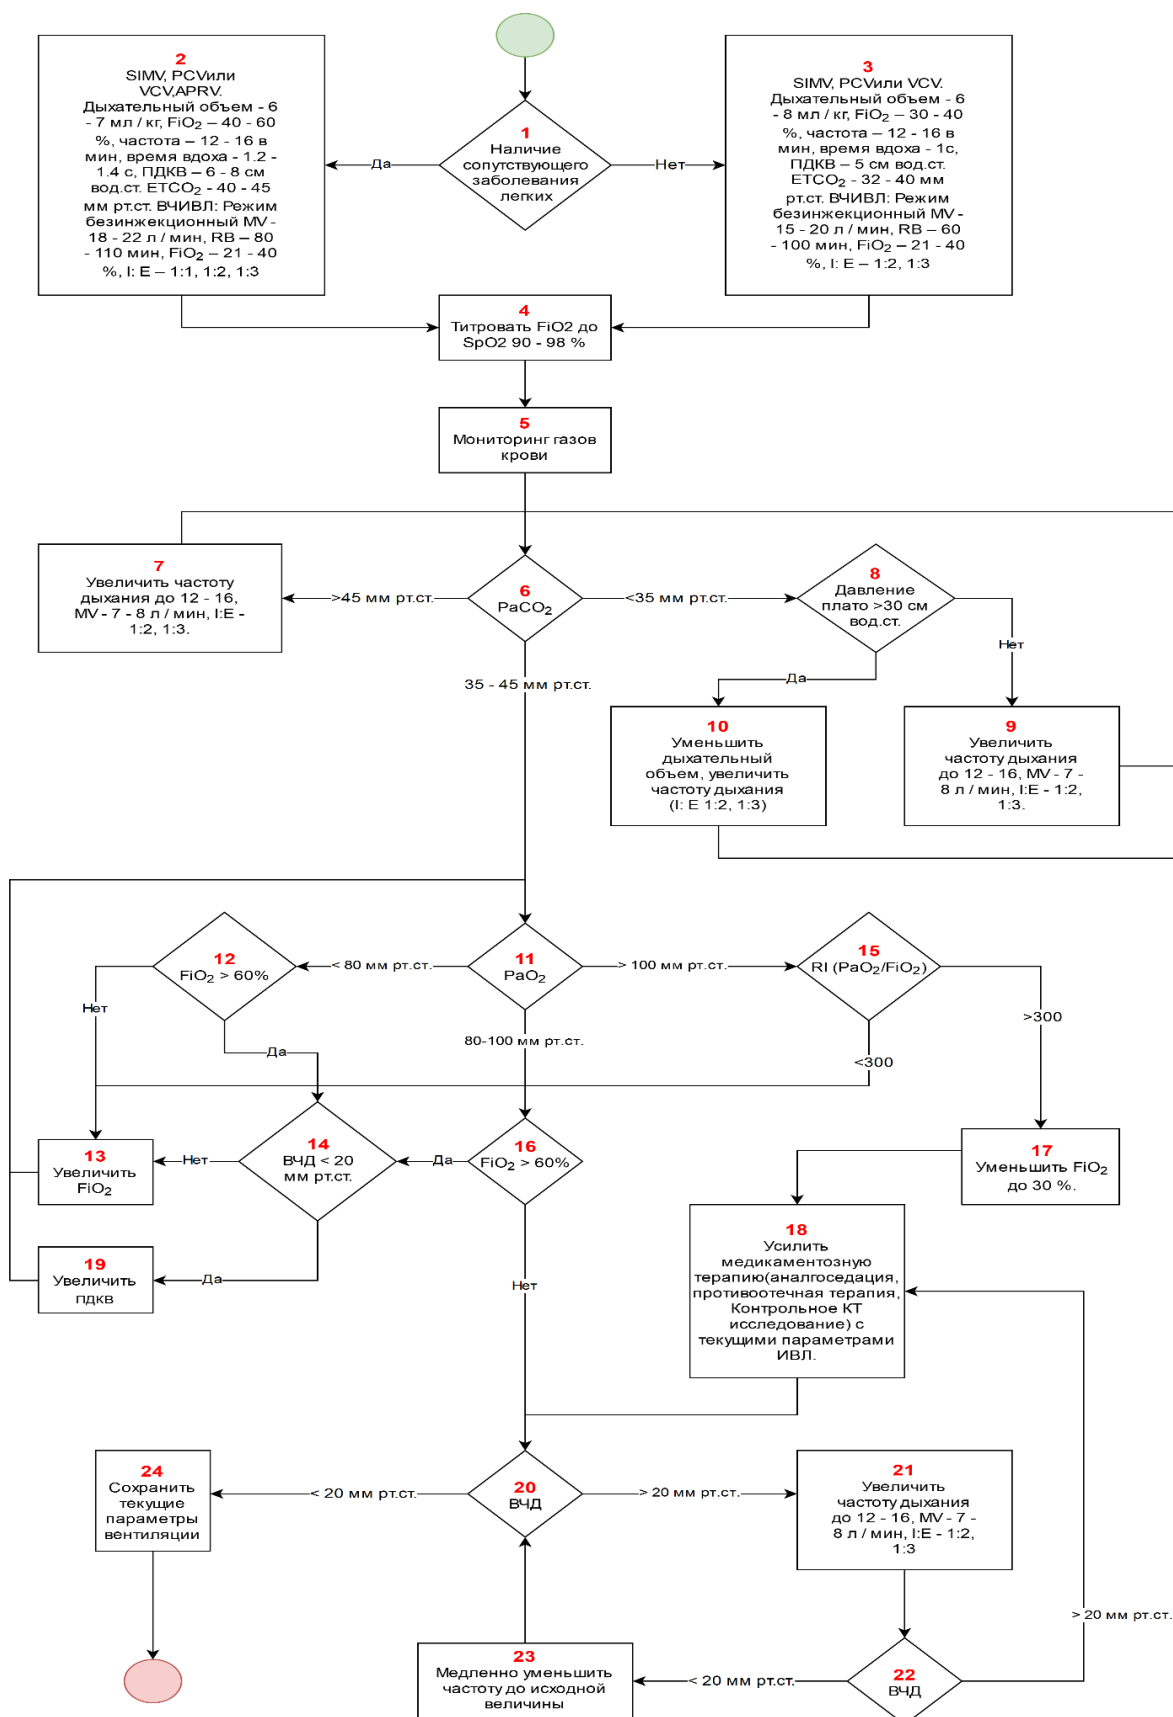 2
SIMV, PCVили
VCV,APRV.
Дыхательный объем - 6
- 7 мл / кг, FiO₂ – 40 - 60
%, частота – 12 - 16 в
мин, время вдоха - 1.2 -
1.4 с, ПДКВ – 6 - 8 см
вод.ст. ETCO₂ - 40 - 45
мм рт.ст. ВЧИВЛ: Режим
безинжекционный MV -
18 - 22 л / мин, RB – 80
- 110 мин, FiO₂ – 21 - 40
%, I: E – 1:1, 1:2, 1:3
Да
1
Наличие
сопутствующего
заболевания
легких
Нет
3
SIMV, PCVили VCV.
Дыхательный объем - 6
- 8 мл / кг, FiO₂ – 30 - 40
%, частота – 12 - 16 в
мин, время вдоха - 1с,
ПДКВ – 5 см вод.ст.
ETCO₂ - 32 - 40 мм
рт.ст. ВЧИВЛ: Режим
безинжекционный MV -
15 - 20 л / мин, RB – 60
- 100 мин, FiO₂ – 21 - 40
%, I: E – 1:2, 1:3
4
Титровать FiO2 до
SpO2 90 - 98 %
5
Мониторинг газов
крови
7
Увеличить частоту
дыхания до 12 - 16,
MV - 7 - 8 л / мин, I:E -
1:2, 1:3.
>45 мм рт.ст.
6
PaCO₂
<35 мм рт.ст.
8
Давление
плато >30 см
вод.ст.
Нет
Да
35 - 45 мм рт.ст.
10
Уменьшить
дыхательный
объем, увеличить
частоту дыхания
(I: E 1:2, 1:3)
9
Увеличить
частоту дыхания
до 12 - 16, MV - 7 -
8 л / мин, I:E - 1:2,
1:3.
12
FiO₂ > 60%
< 80 мм рт.ст.
11
PaO₂
> 100 мм рт.ст.
15
RI (PaO₂/FiO₂)
Нет
Да
80-100 мм рт.ст.
<300
>300
13
Увеличить
FiO₂
Нет
14
ВЧД < 20
мм рт.ст.
Да
16
FiO₂ > 60%
17
Уменьшить FiO₂
до 30 %.
19
Увеличить
пдкв
Да
Нет
18
Усилить
медикаментозную
терапию(аналгоседация,
противоотечная терапия,
Контрольное КТ
исследование) с
текущими параметрами
ИВЛ.
24
Сохранить
текущие
параметры
вентиляции
< 20 мм рт.ст.
20
ВЧД
> 20 мм рт.ст.
21
Увеличить
частоту дыхания
до 12 - 16, MV - 7 -
8 л / мин, I:E - 1:2,
1:3
> 20 мм рт.ст.
23
Медленно уменьшить
частоту до исходной
величины
< 20 мм рт.ст.
22
ВЧД